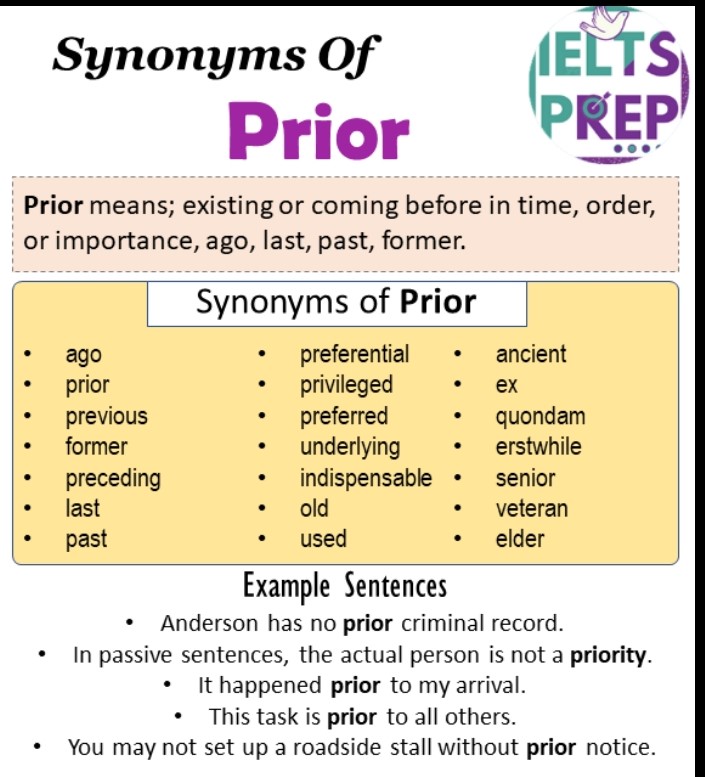 Synonyms Of
Prior
IELTS
PREP
Prior means; existing or coming before in time, order,
or importance, ago, last, past, former.
Synonyms of Prior
• ago
• prior
• previous
• former
• preceding
• last
• past
• preferential
• privileged
• preferred
• underlying
• indispensable
• old
• used
• ancient
• ex
• quondam
• erstwhile
• senior
• veteran
• elder
Example Sentences
• Anderson has no prior criminal record.
• In passive sentences, the actual person is not a priority.
• It happened prior to my arrival.
• This task is prior to all others.
• You may not set up a roadside stall without prior notice.